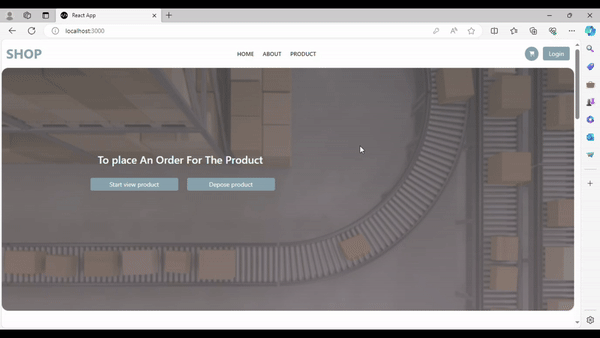 React App
localhost:3000
SHOP
HOME ABOUT PRODUCT
Login
To place An Order For The Product
Start view product Depose product